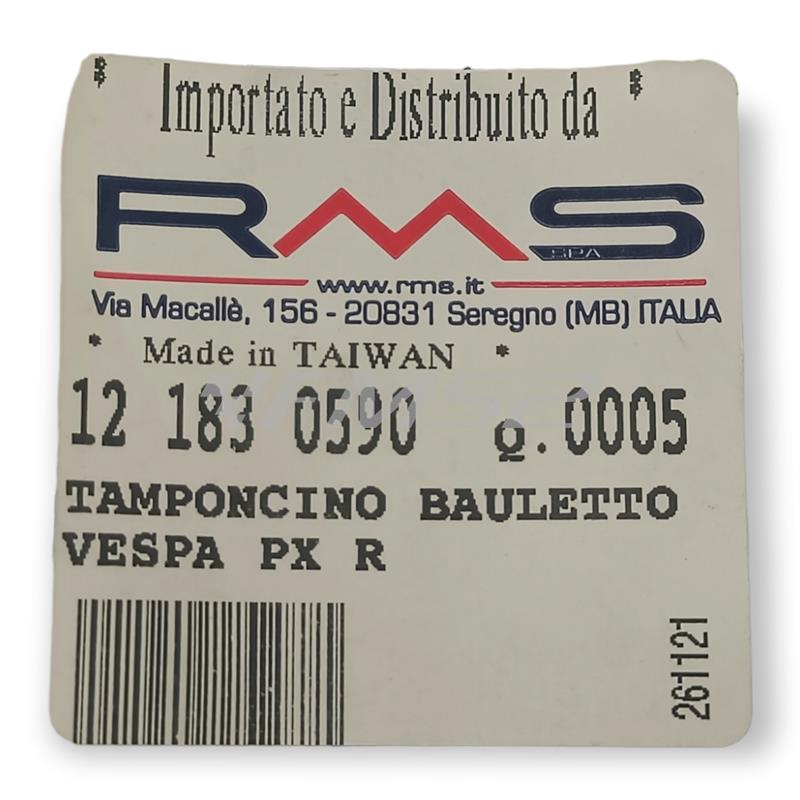 * Importato e Distribuito da *
RMS
SPA
www.rms.it
Via Macallè, 156 - 20831 Seregno (MB) ITALIA
* Made in TAIWAN *
12 183 0590 Q.0005
TAMPONCINO BAULETTO
VESPA PX R
261121